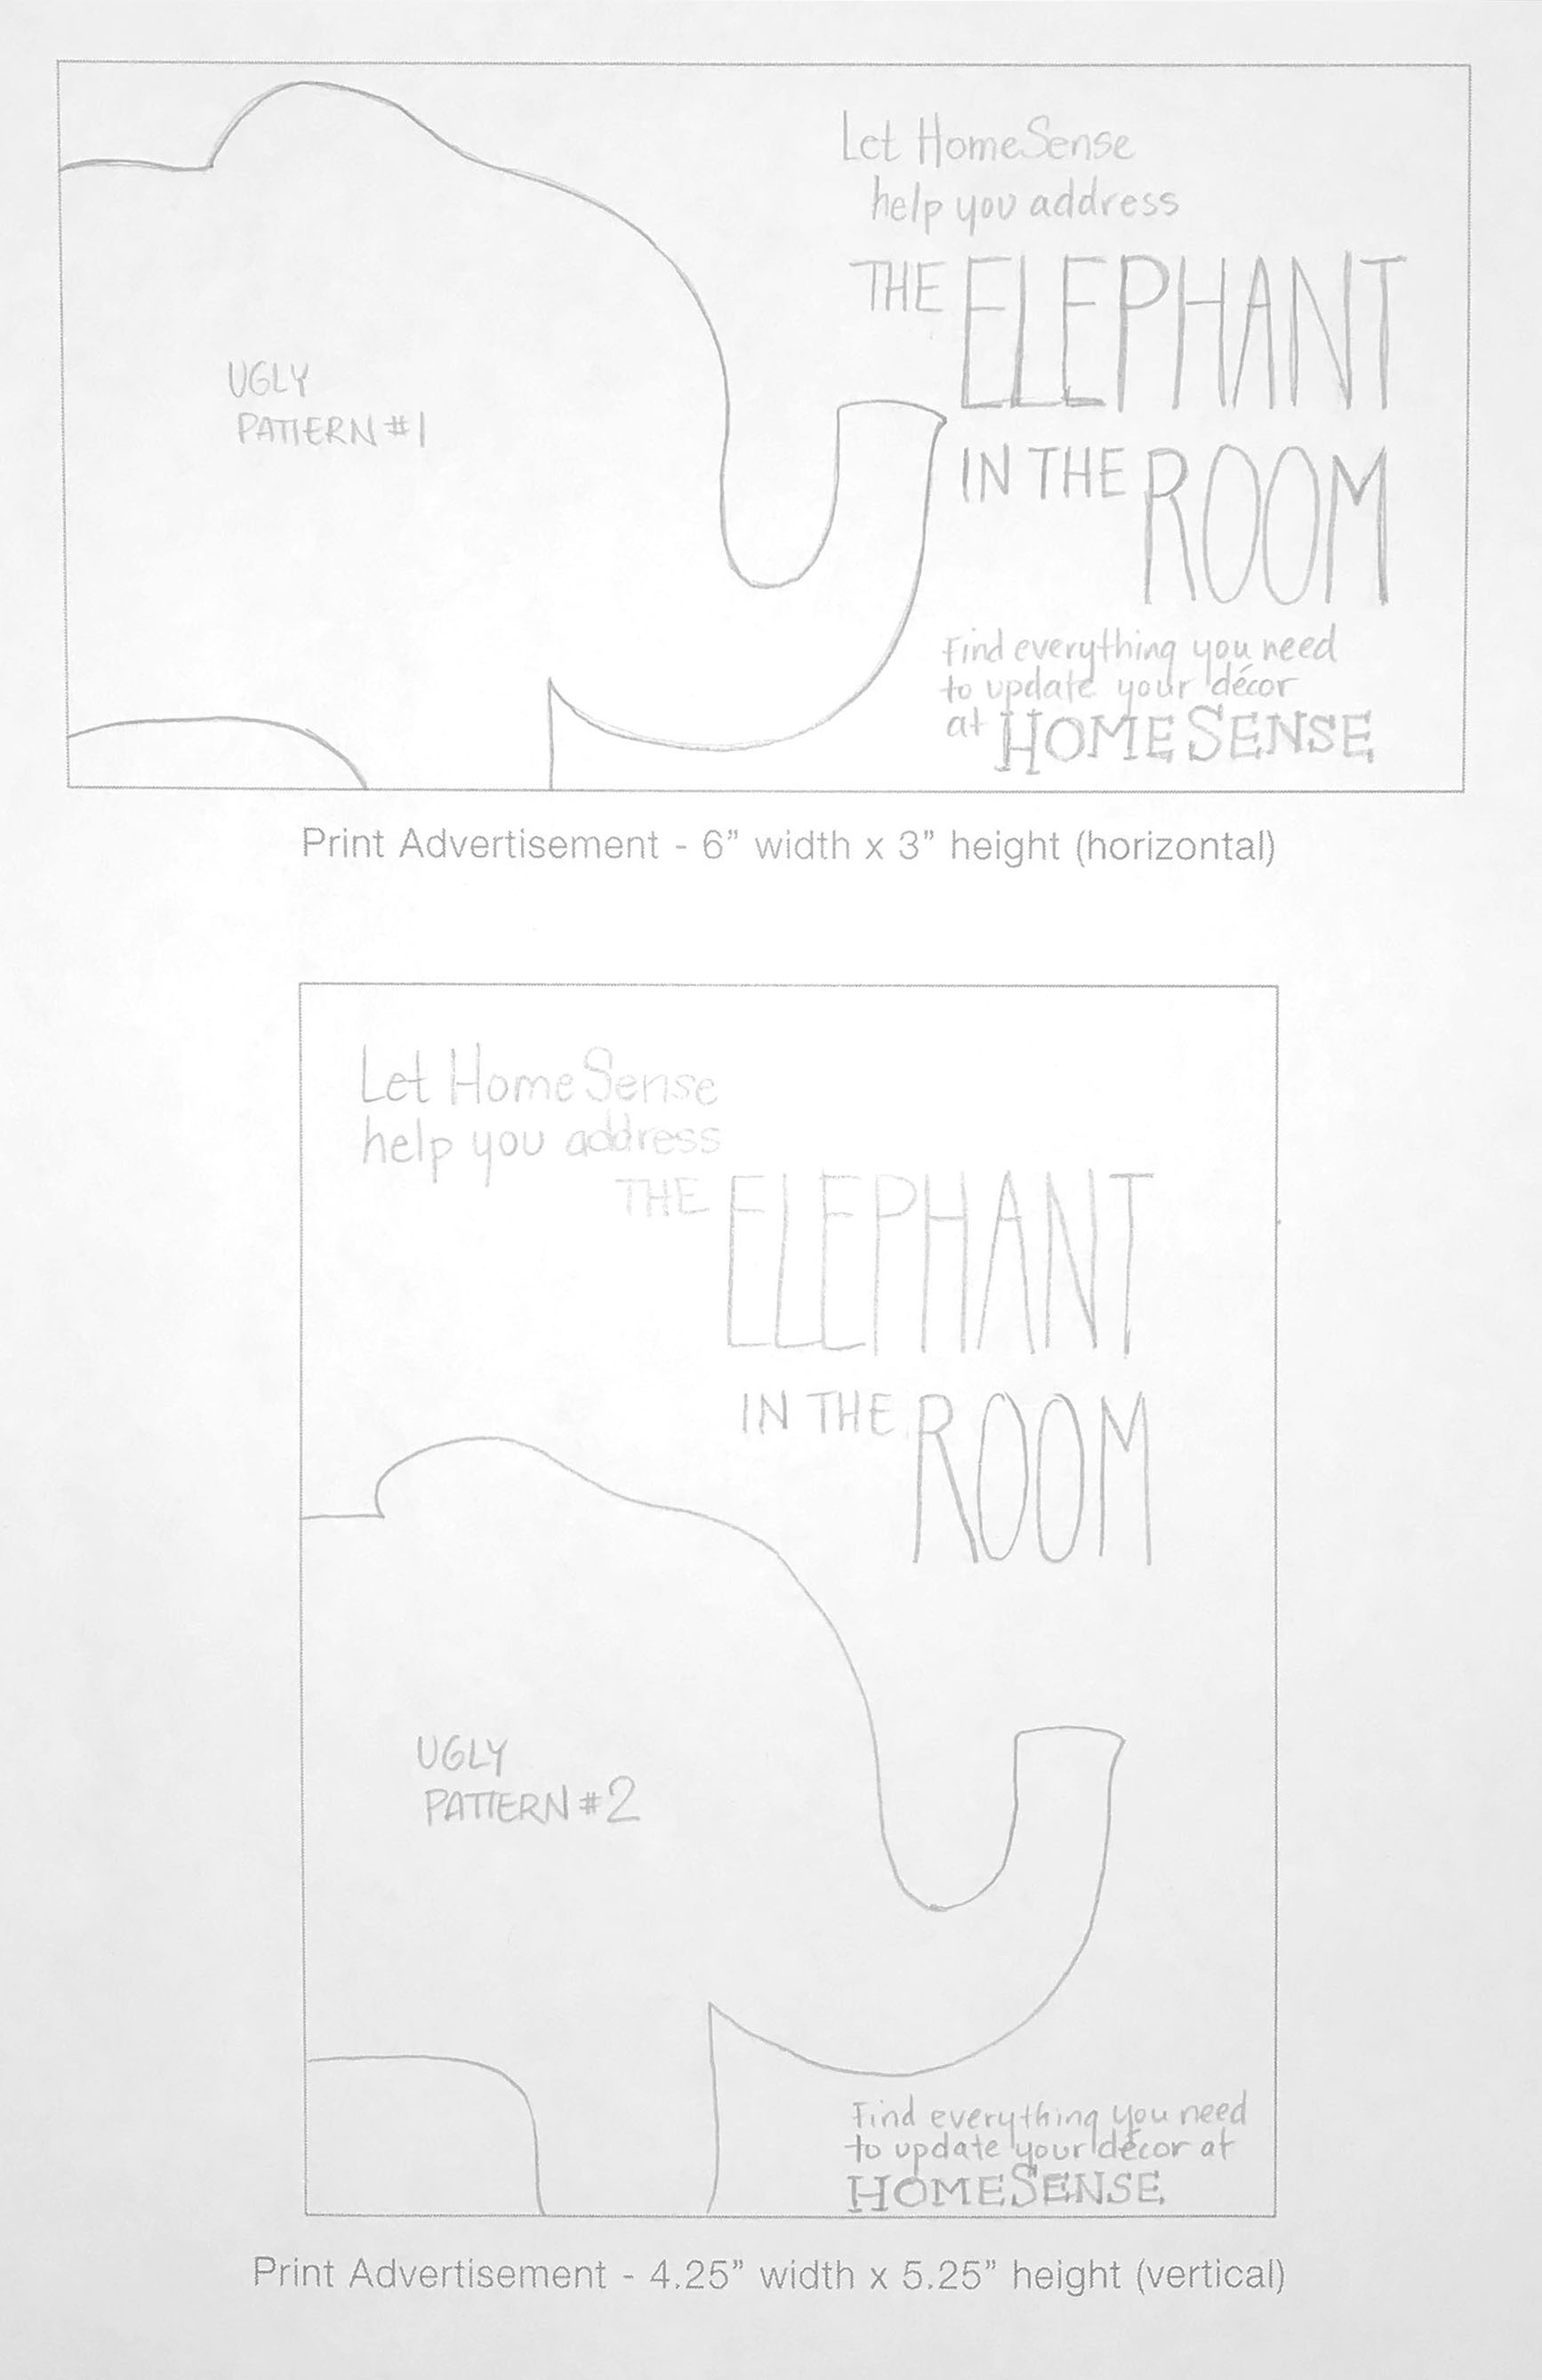 Let HomeSense
help you address
THE ELEPHANT
IN THE ROOM
UGLY
PATTERN #1
Find everything you need
to update your décor
at HOMESENSE
Print Advertisement - 6” width x 3” height (horizontal)
Let HomeSense
help you address
THE ELEPHANT
IN THE ROOM
UGLY
PATTERN #2
Find everything you need
to update your décor at
HOMESENSE
Print Advertisement - 4.25” width x 5.25” height (vertical)